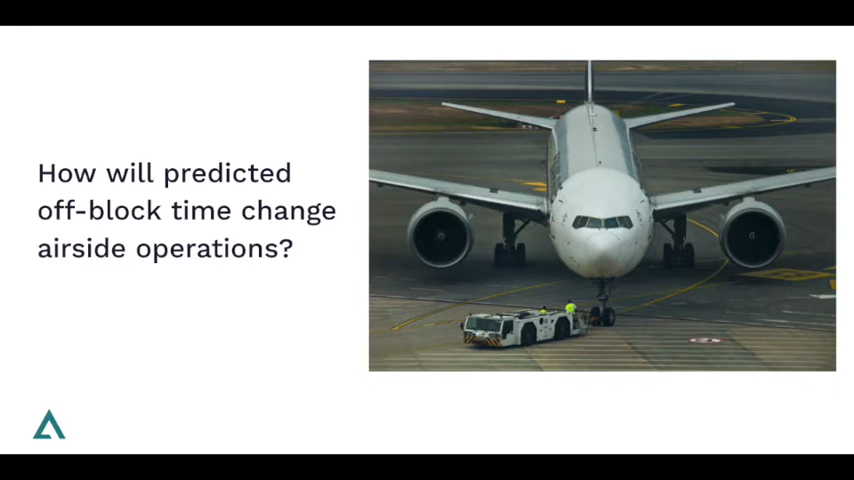 How will predicted
off-block time change
airside operations?